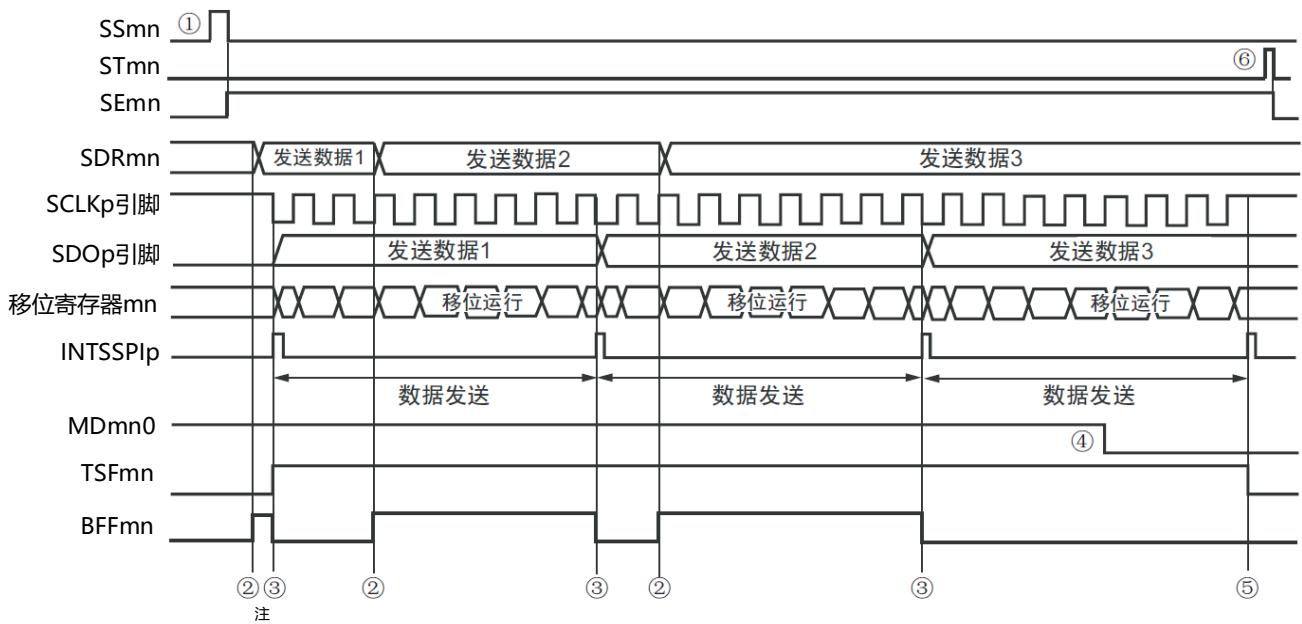 SSmn ①
STmn ⑥
SEmn
SDRmn 发送数据1 发送数据2 发送数据3
SCLKp引脚
SDOp引脚 发送数据1 发送数据2 发送数据3
移位寄存器mn 移位运行 移位运行 移位运行
INTSSPIp
数据发送 数据发送 数据发送
MDmn0 ④
TSFmn
BFFmn
② ③ ② ③ ② ③ ⑤
注